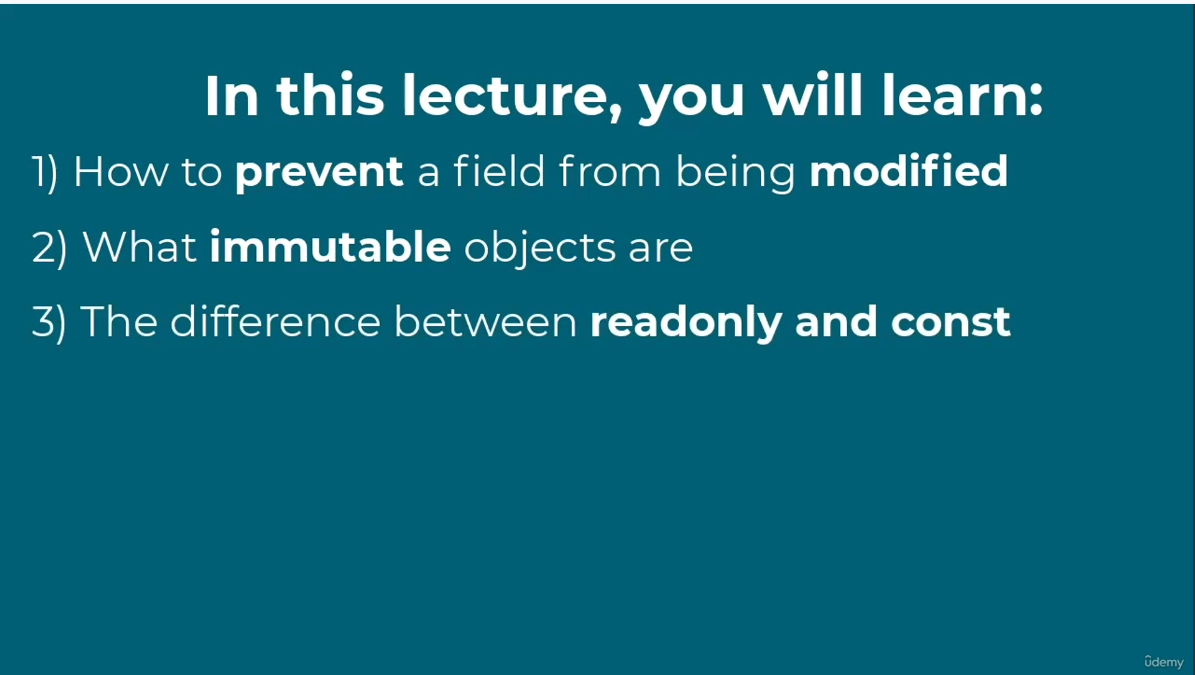 In this lecture, you will learn:
1) How to prevent a field from being modified
2) What immutable objects are
3) The difference between readonly and const
ûdemy